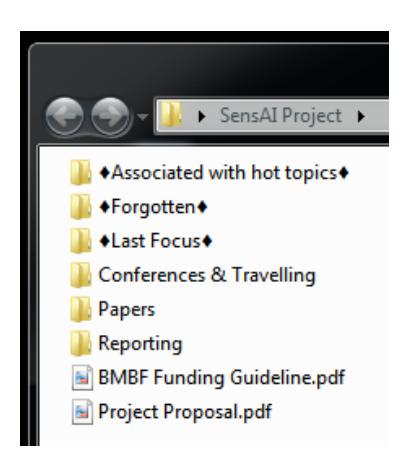 SensAI Project
♦Associated with hot topics♦
♦Forgotten♦
♦Last Focus♦
Conferences & Travelling
Papers
Reporting
BMBF Funding Guideline.pdf
Project Proposal.pdf